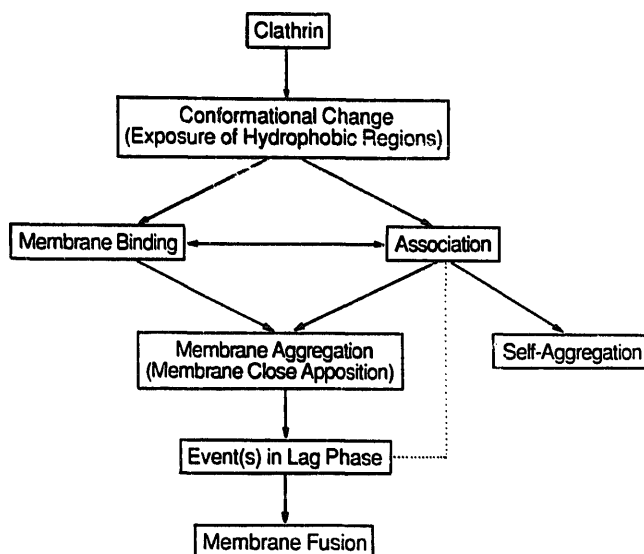 Clathrin
Conformational Change
(Exposure of Hydrophobic Regions)
Membrane Binding
Association
Membrane Aggregation
(Membrane Close Apposition)
Self-Aggregation
Event(s) in Lag Phase
Membrane Fusion